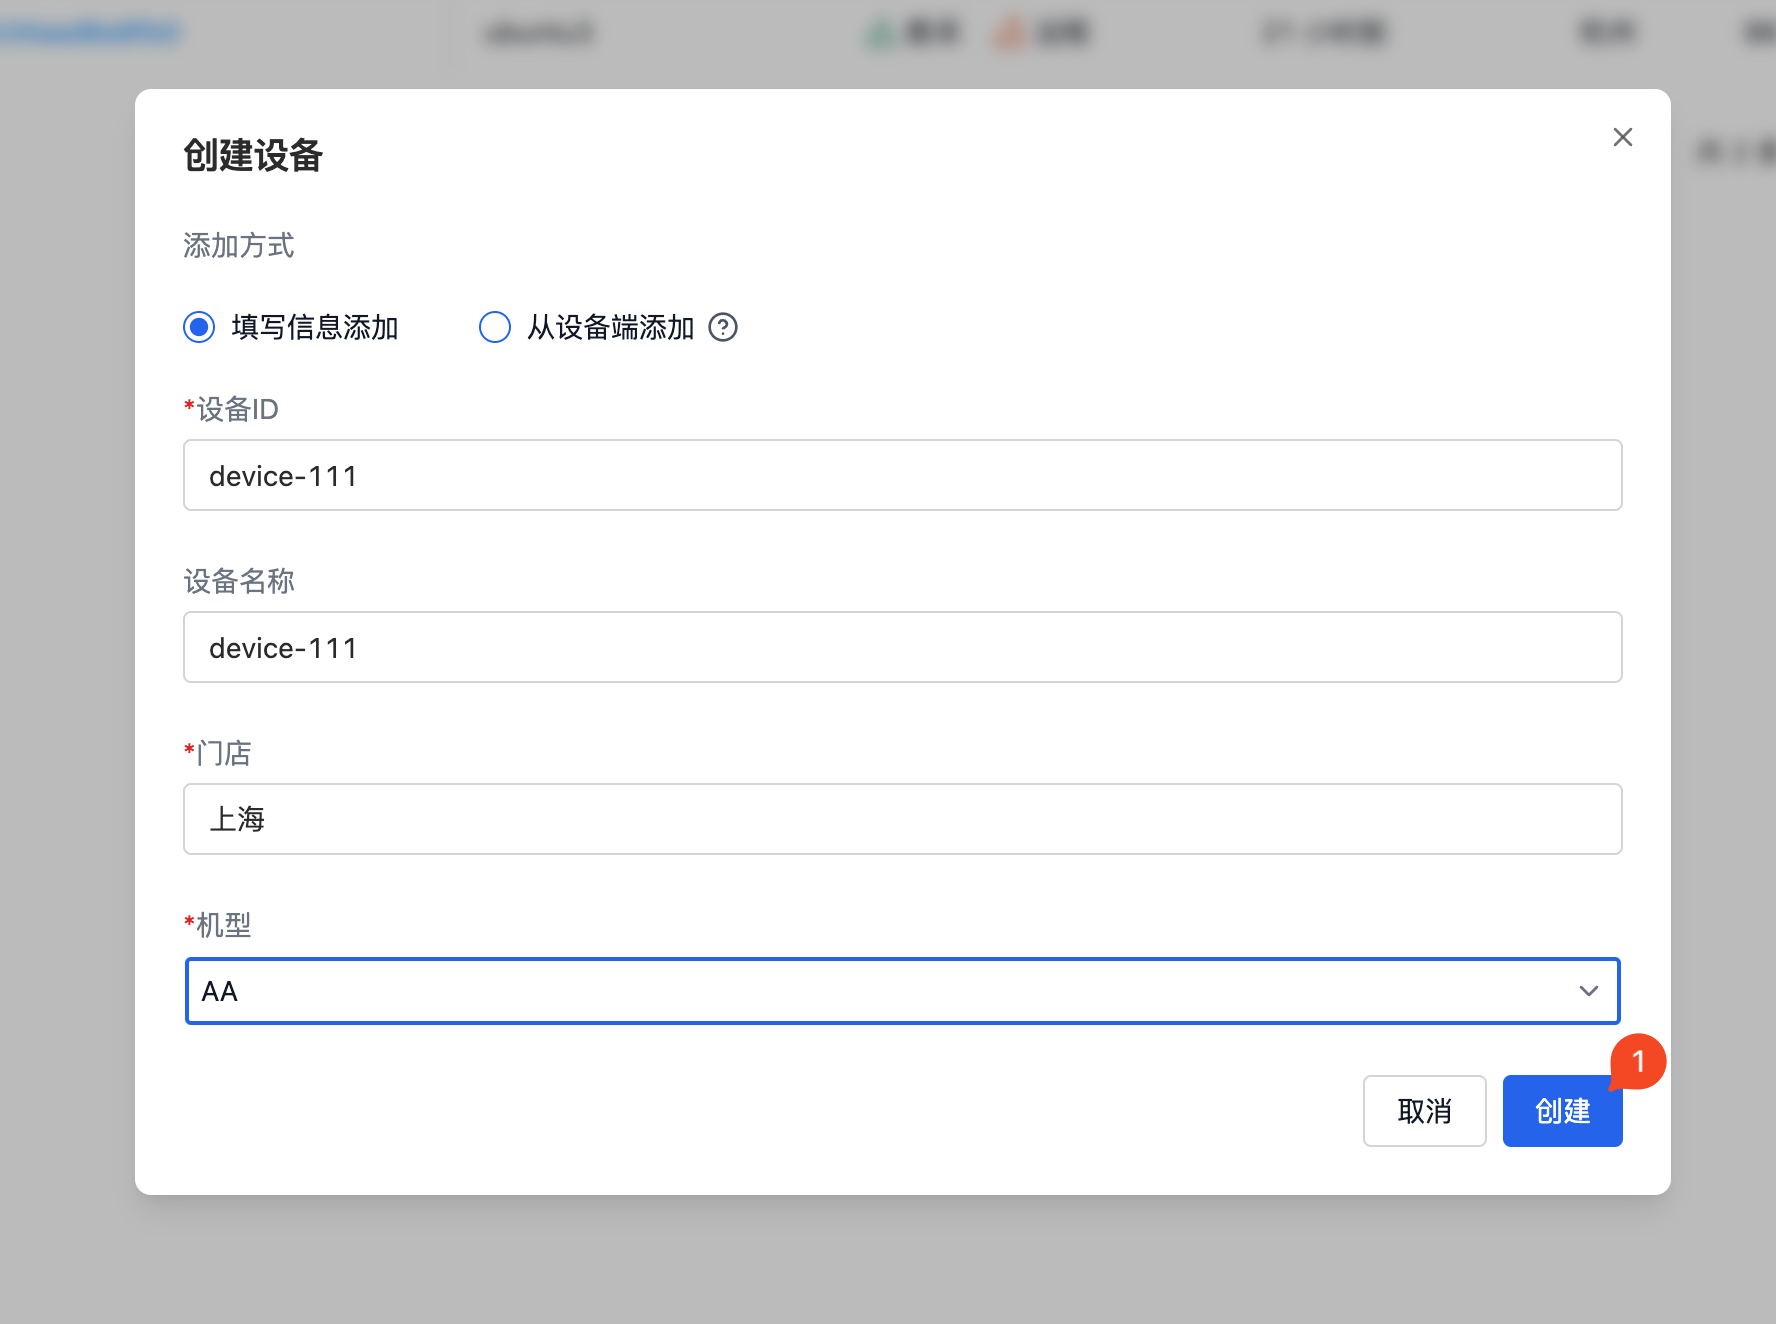 创建设备
添加方式
填写信息添加
从设备端添加
*设备ID
device-111
设备名称
device-111
*门店
上海
*机型
AA
1
取消
创建